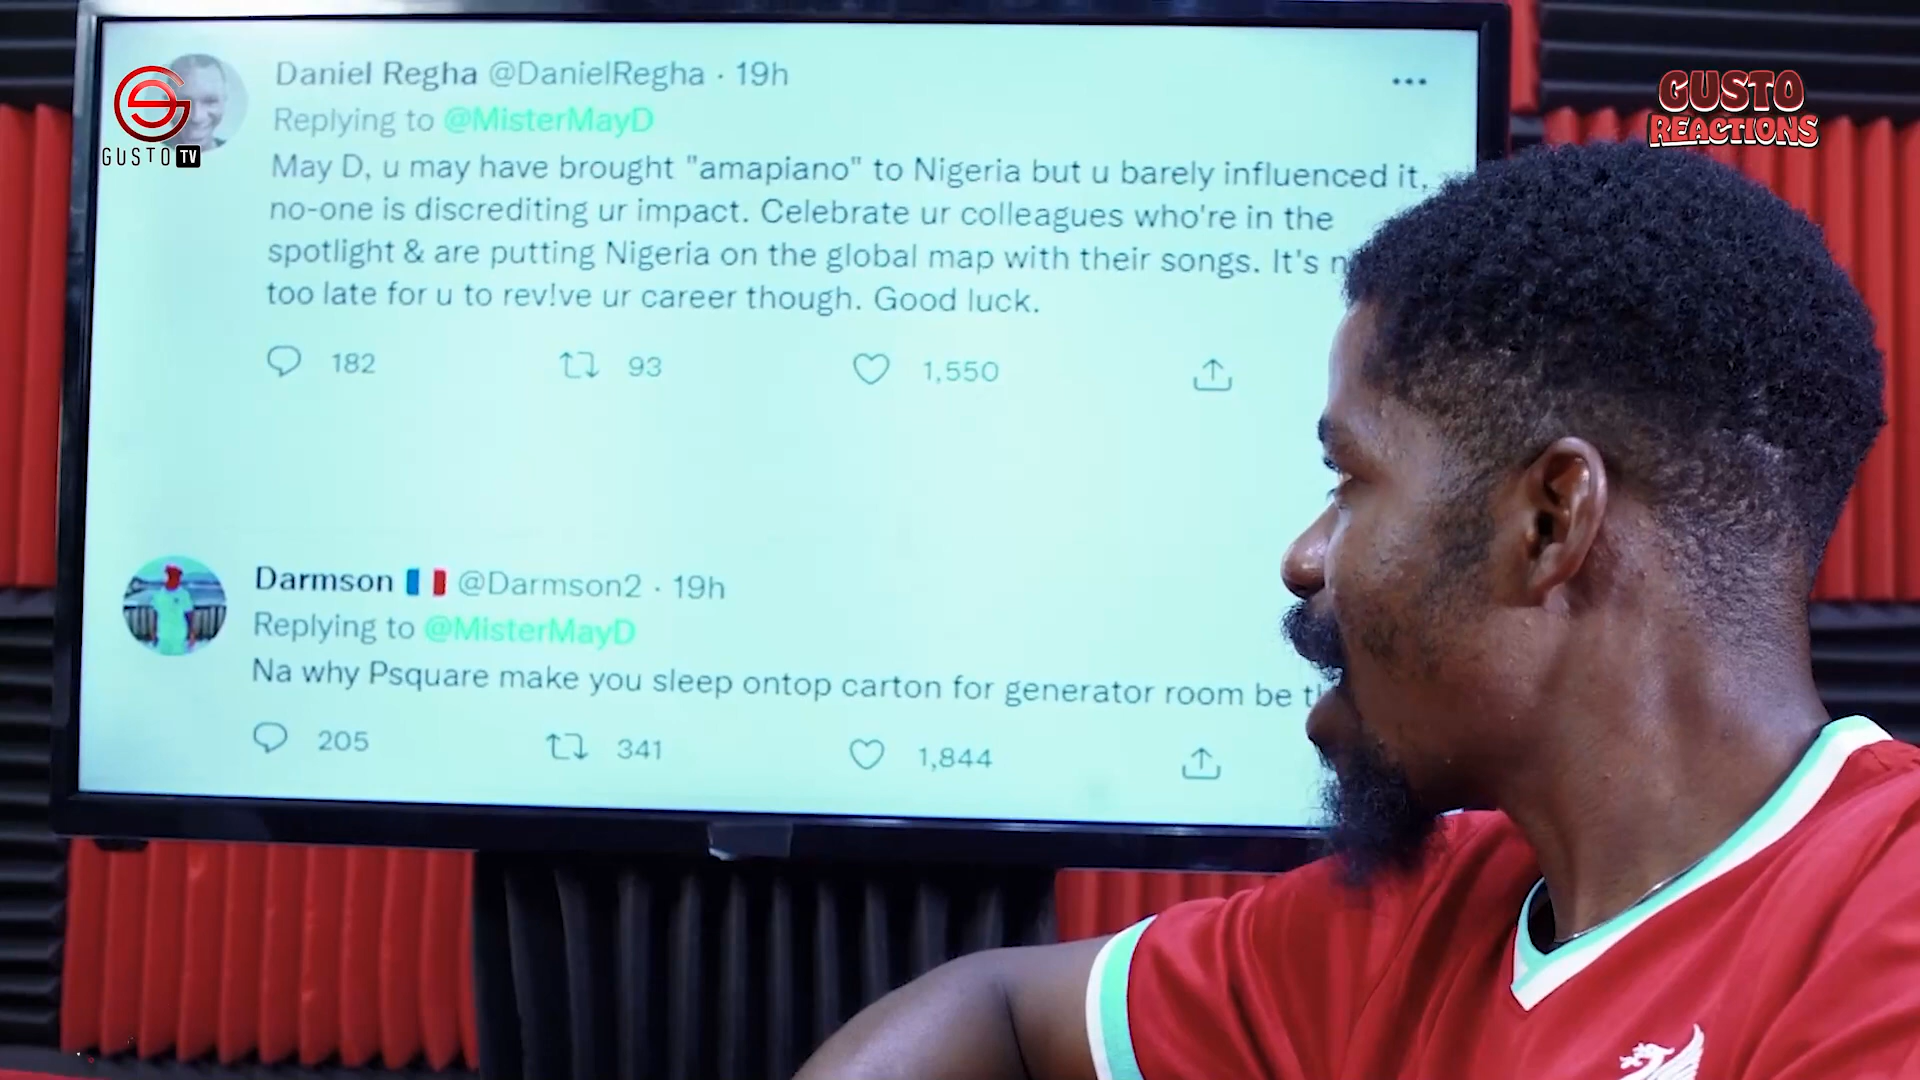 Daniel Regha @DanielRegha · 19h
Replying to @MisterMayD
May D, u may have brought "amapiano" to Nigeria but u barely influenced it,
no-one is discrediting ur impact. Celebrate ur colleagues who're in the
spotlight & are putting Nigeria on the global map with their songs. It's
too late for u to rev!ve ur career though. Good luck.
182 93 1,550
Darmson @Darmson2 · 19h
Replying to @MisterMayD
Na why Psquare make you sleep ontop carton for generator room be
205 341 1,844
GUSTO TV
GUSTO
REACTIONS